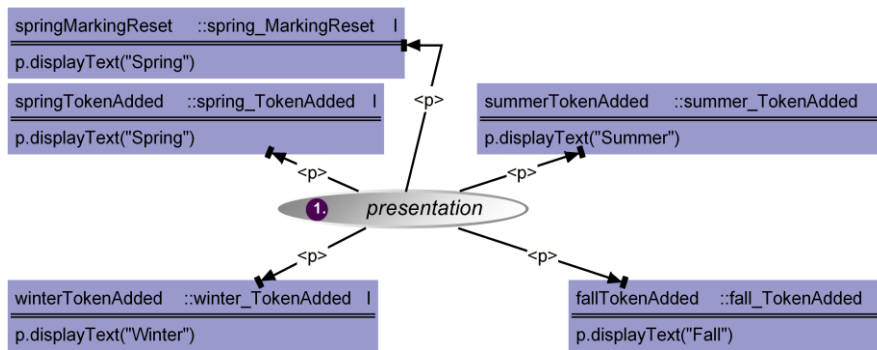 springMarkingReset ::spring_MarkingReset I
p.displayText("Spring")
<p>
springTokenAdded ::spring_TokenAdded I
p.displayText("Spring")
summerTokenAdded ::summer_TokenAdded
p.displayText("Summer")
<p>
<p>
1. presentation
<p>
<p>
winterTokenAdded ::winter_TokenAdded I
p.displayText("Winter")
fallTokenAdded ::fall_TokenAdded
p.displayText("Fall")